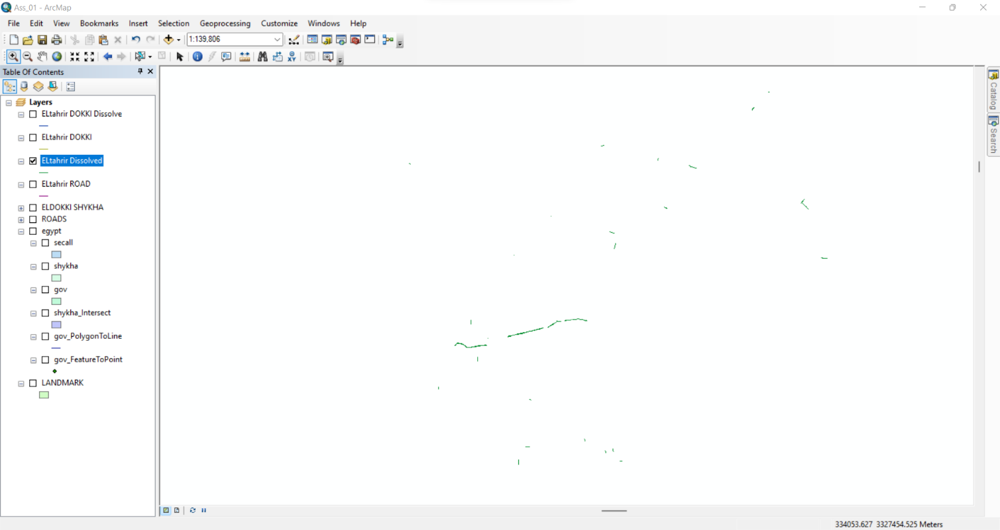 Ass_01 - ArcMap
File Edit View Bookmarks Insert Selection Geoprocessing Customize Windows Help
1:139,806
Table Of Contents
Layers
ELtahrir DOKKI Dissolve
ELtahrir DOKKI
ELtahrir Dissolved
ELtahrir ROAD
ELDOKKI SHYKHA
ROADS
egypt
secall
shykha
gov
shykha_Intersect
gov_PolygonToLine
gov_FeatureToPoint
LANDMARK
Catalog
Search
334053.627 3327454.525 Meters